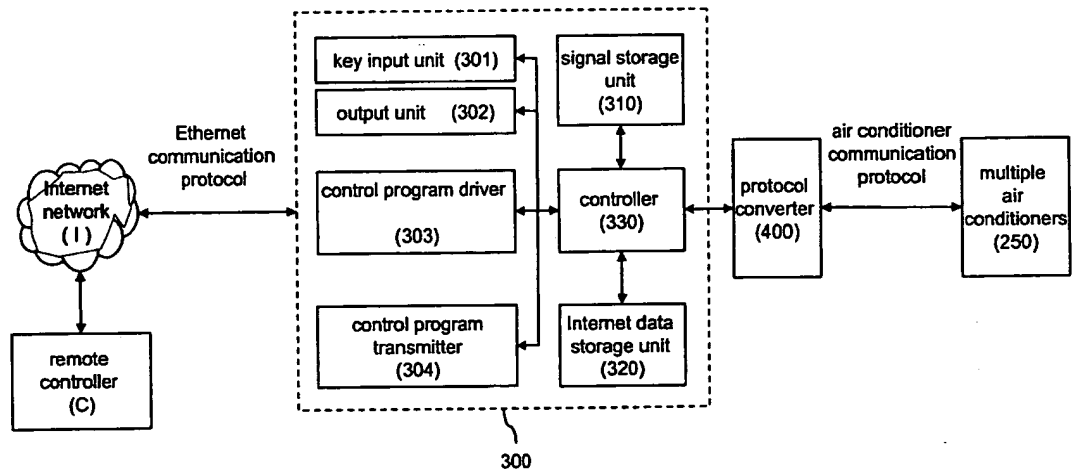 key input unit (301)
output unit (302)
control program driver
(303)
control program
transmitter
(304)
signal storage
unit
(310)
controller
(330)
Internet data
storage unit
(320)
Ethernet
communication
protocol
Internet
network
( I )
remote
controller
(C)
protocol
converter
(400)
air conditioner
communication
protocol
multiple
air
conditioners
(250)
300